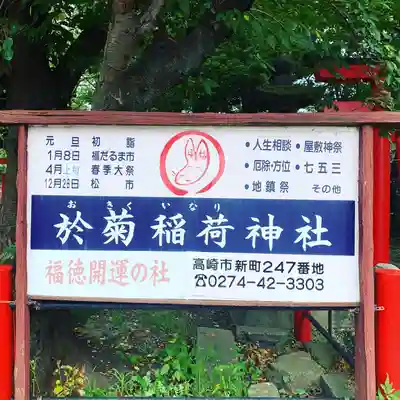 元旦 初詣
1月8日 福だるま市
4月上旬 春季大祭
12月28日 松市
・人生相談 ・屋敷神祭
・厄除・方位 ・七五三
・地鎮祭 その他
おきくいなり
於菊稲荷神社
福徳開運の社
高崎市新町247番地
☎0274-42-3303